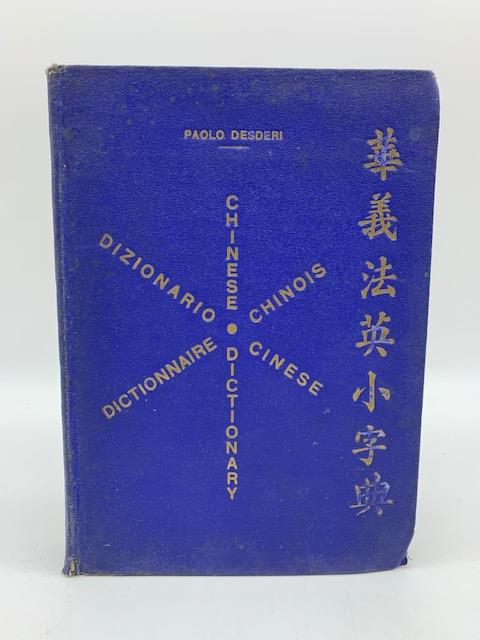 PAOLO DESDERI
CHINESE DICTIONARY
DIZIONARIO CINESE
DICTIONNAIRE CHINOIS
華義法英小字典